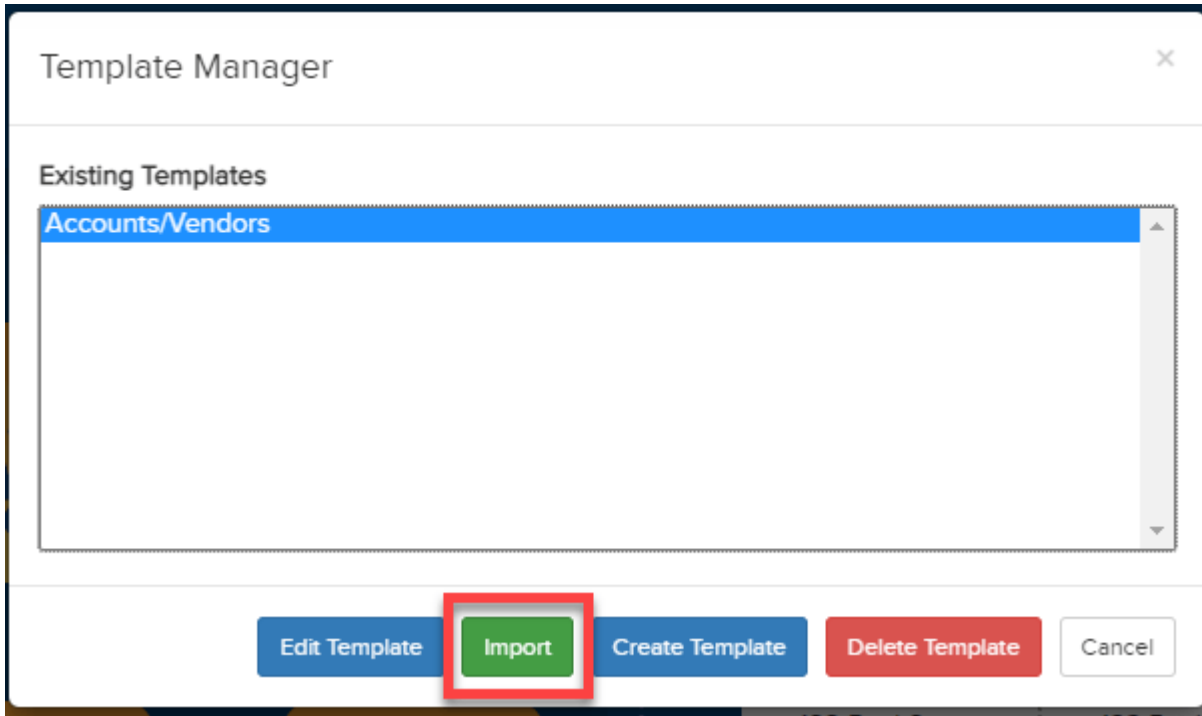 Template Manager
×
Existing Templates
Accounts/Vendors
Edit Template Import Create Template Delete Template Cancel